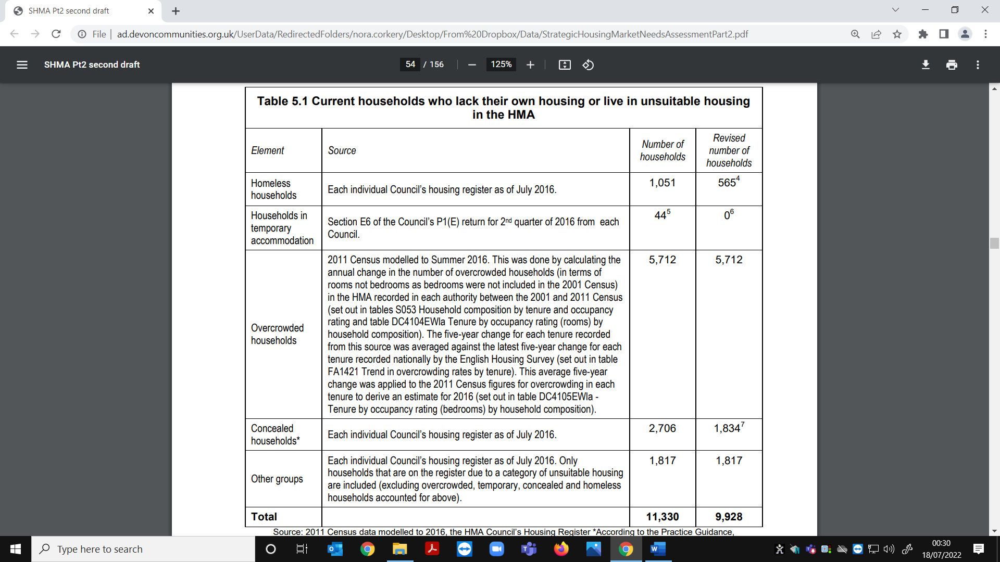 SHMA Pt2 second draft
File
ad.devoncommunities.org.uk/UserData/RedirectedFolders/nora.corkery/Desktop/From%20Dropbox/Data/StrategicHousingMarketNeedsAssessmentPart2.pdf
SHMA Pt2 second draft
54 / 156
125%
Table 5.1 Current households who lack their own housing or live in unsuitable housing
in the HMA
Element
Source
Number of
households
Revised
number of
households
Homeless
households
Each individual Council's housing register as of July 2016.
1,051
565⁴
Households in
temporary
accommodation
Section E6 of the Council's P1(E) return for 2nd quarter of 2016 from each
Council.
44⁵
0⁶
Overcrowded
households
2011 Census modelled to Summer 2016. This was done by calculating the
annual change in the number of overcrowded households (in terms of
rooms not bedrooms as bedrooms were not included in the 2001 Census)
in the HMA recorded in each authority between the 2001 and 2011 Census
(set out in tables S053 Household composition by tenure and occupancy
rating and table DC4104EWla Tenure by occupancy rating (rooms) by
household composition). The five-year change for each tenure recorded
from this source was averaged against the latest five-year change for each
tenure recorded nationally by the English Housing Survey (set out in table
FA1421 Trend in overcrowding rates by tenure). This average five-year
change was applied to the 2011 Census figures for overcrowding in each
tenure to derive an estimate for 2016 (set out in table DC4105EWla -
Tenure by occupancy rating (bedrooms) by household composition).
5,712
5,712
Concealed
households*
Each individual Council's housing register as of July 2016.
2,706
1,834⁷
Other groups
Each individual Council's housing register as of July 2016. Only
households that are on the register due to a category of unsuitable housing
are included (excluding overcrowded, temporary, concealed and homeless
households accounted for above).
1,817
1,817
Total
11,330
9,928
Source: 2011 Census data modelled to 2016, the HMA Council's Housing Register *According to the Practice Guidance,
Type here to search
00:30
18/07/2022